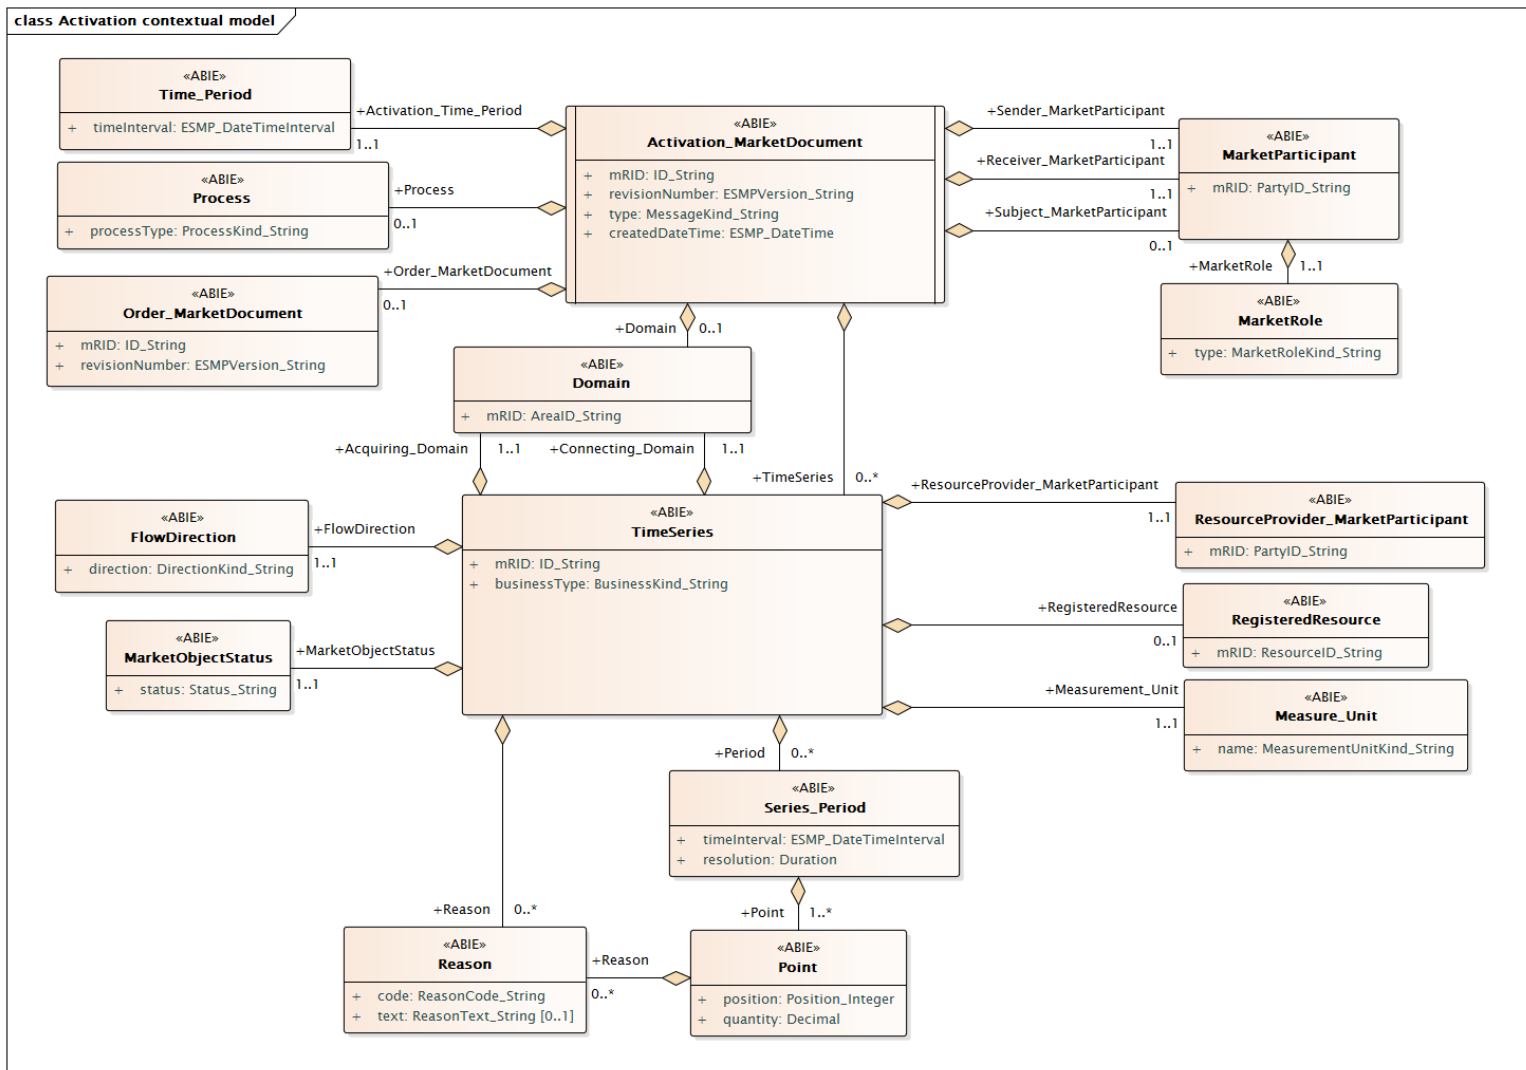 class Activation contextual model
«ABIE»
Time_Period
+ timeInterval: ESMP_DateTimeInterval
+Activation_Time_Period
1..1
«ABIE»
Process
+ processType: ProcessKind_String
+Process
0..1
«ABIE»
Order_MarketDocument
+ mRID: ID_String
+ revisionNumber: ESMPVersion_String
+Order_MarketDocument
0..1
«ABIE»
Activation_MarketDocument
+ mRID: ID_String
+ revisionNumber: ESMPVersion_String
+ type: MessageKind_String
+ createdDateTime: ESMP_DateTime
+Sender_MarketParticipant
1..1
+Receiver_MarketParticipant
1..1
+Subject_MarketParticipant
0..1
«ABIE»
MarketParticipant
+ mRID: PartyID_String
+MarketRole 1..1
«ABIE»
MarketRole
+ type: MarketRoleKind_String
+Domain 0..1
«ABIE»
Domain
+ mRID: AreaID_String
+Acquiring_Domain 1..1
+Connecting_Domain 1..1
+TimeSeries 0..*
«ABIE»
TimeSeries
+ mRID: ID_String
+ businessType: BusinessKind_String
«ABIE»
FlowDirection
+ direction: DirectionKind_String
+FlowDirection
1..1
«ABIE»
MarketObjectStatus
+ status: Status_String
+MarketObjectStatus
1..1
+ResourceProvider_MarketParticipant
1..1
«ABIE»
ResourceProvider_MarketParticipant
+ mRID: PartyID_String
+RegisteredResource
0..1
«ABIE»
RegisteredResource
+ mRID: ResourceID_String
+Measurement_Unit
1..1
«ABIE»
Measure_Unit
+ name: MeasurementUnitKind_String
+Period 0..*
«ABIE»
Series_Period
+ timeInterval: ESMP_DateTimeInterval
+ resolution: Duration
+Reason 0..*
+Point 1..*
«ABIE»
Reason
+ code: ReasonCode_String
+ text: ReasonText_String [0..1]
+Reason
0..*
«ABIE»
Point
+ position: Position_Integer
+ quantity: Decimal